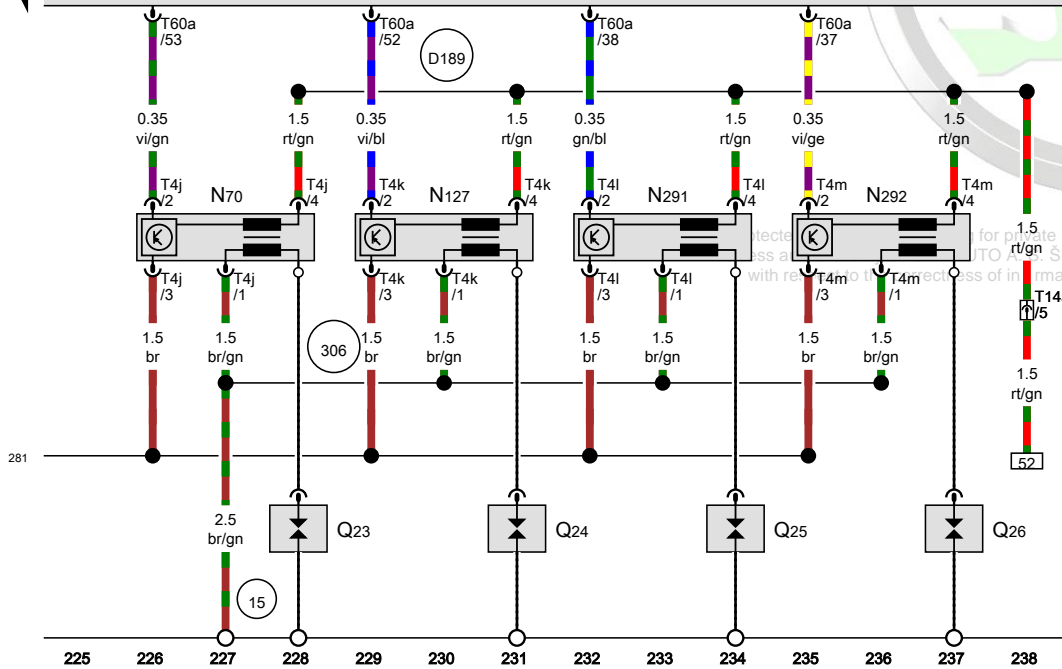 T60a /53
T60a /52
T60a /38
T60a /37
D189
0.35 vi/gn
1.5 rt/gn
0.35 vi/bl
1.5 rt/gn
0.35 gn/bl
1.5 rt/gn
0.35 vi/ge
1.5 rt/gn
T4j /2
N70
T4j /4
T4k /2
N127
T4k /4
T4l /2
N291
T4l /4
T4m /2
N292
T4m /4
for private
with
1.5 rt/gn
T4j /3
T4j /1
T4k /3
T4k /1
T4l /3
T4l /1
T4m /3
T4m /1
T14 /5
306
1.5 br
1.5 br/gn
1.5 br
1.5 br/gn
1.5 br
1.5 br/gn
1.5 br
1.5 br/gn
1.5 rt/gn
281
52
2.5 br/gn
Q23
Q24
Q25
Q26
15
225 226 227 228 229 230 231 232 233 234 235 236 237 238